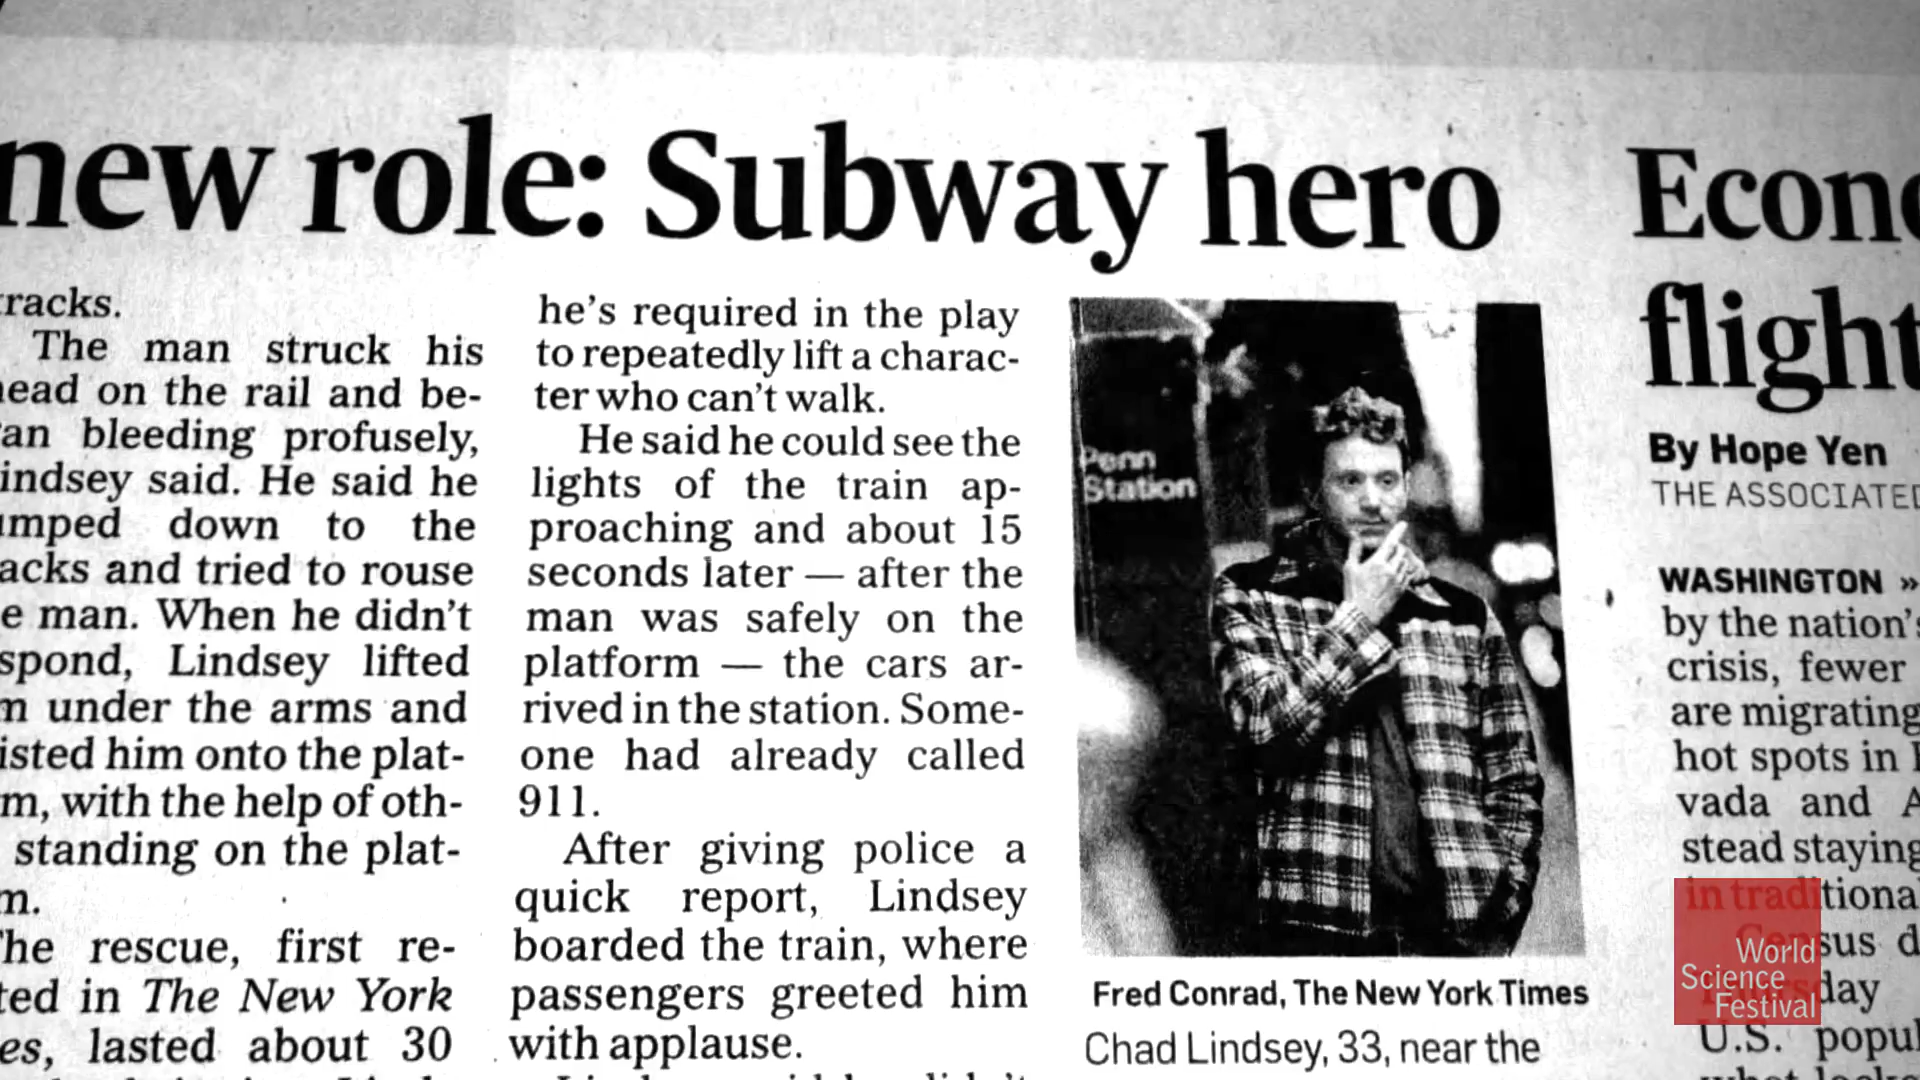 new role: Subway hero
racks.
The man struck his
ead on the rail and be-
an bleeding profusely,
indsey said. He said he
umped down to the
acks and tried to rouse
e man. When he didn't
spond, Lindsey lifted
m under the arms and
isted him onto the plat-
m, with the help of oth-
standing on the plat-
m.
he rescue, first re-
ted in The New York
es, lasted about 30
he's required in the play
to repeatedly lift a charac-
ter who can't walk.
He said he could see the
lights of the train ap-
proaching and about 15
seconds later — after the
man was safely on the
platform — the cars ar-
rived in the station. Some-
one had already called
911.
After giving police a
quick report, Lindsey
boarded the train, where
passengers greeted him
with applause.
Penn
Station
Fred Conrad, The New York Times
Chad Lindsey, 33, near the
Econ
flight
By Hope Yen
THE ASSOCIATED
WASHINGTON »
by the nation's
crisis, fewer
are migrating
hot spots in
vada and A
stead staying
in traditiona
sus d
day
U.S. popul
World
Science
Festival